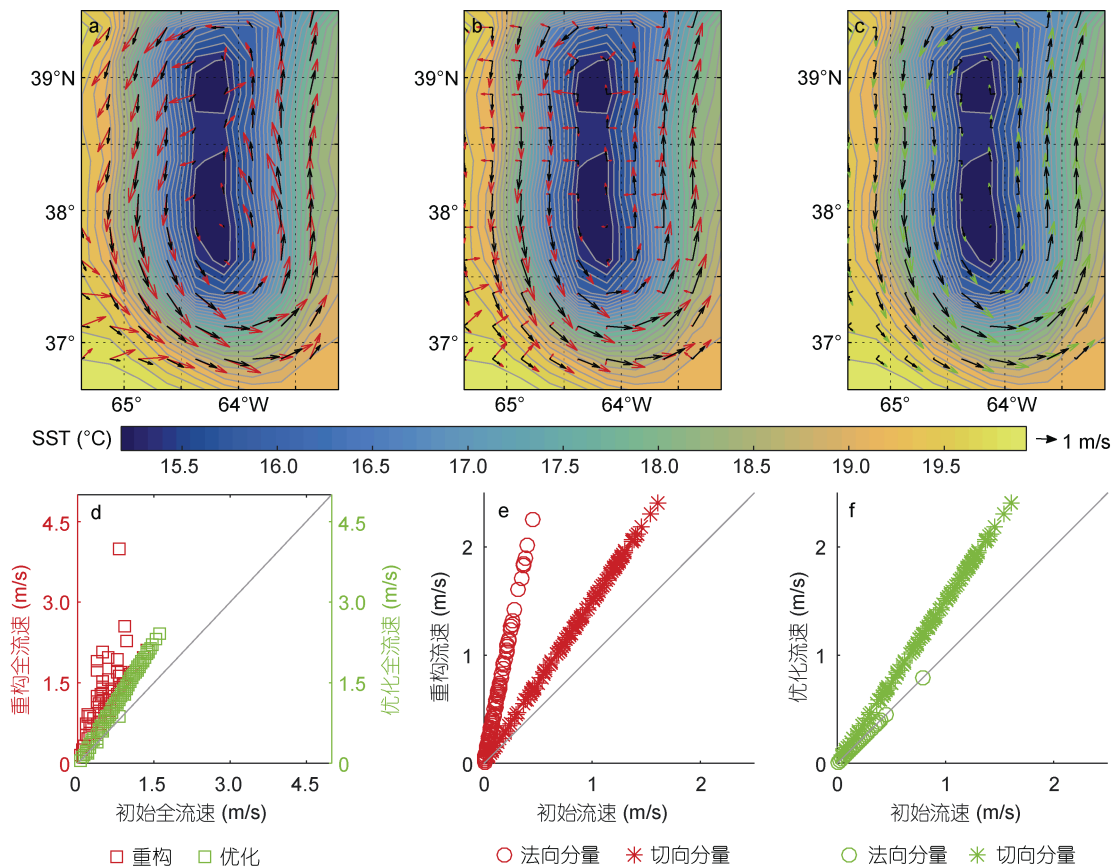 a
b
c
39°N
38°
37°
39°N
38°
37°
39°N
38°
37°
65°
64°W
65°
64°W
65°
64°W
SST (°C)
1 m/s
15.5
16.0
16.5
17.0
17.5
18.0
18.5
19.0
19.5
d
4.5
3.0
1.5
0
重构全流速 (m/s)
4.5
3.0
1.5
0
优化全流速 (m/s)
0
1.5
3.0
4.5
初始全流速 (m/s)
重构
优化
e
2
1
0
重构流速 (m/s)
0
1
2
初始流速 (m/s)
法向分量
切向分量
f
2
1
0
优化流速 (m/s)
0
1
2
初始流速 (m/s)
法向分量
切向分量